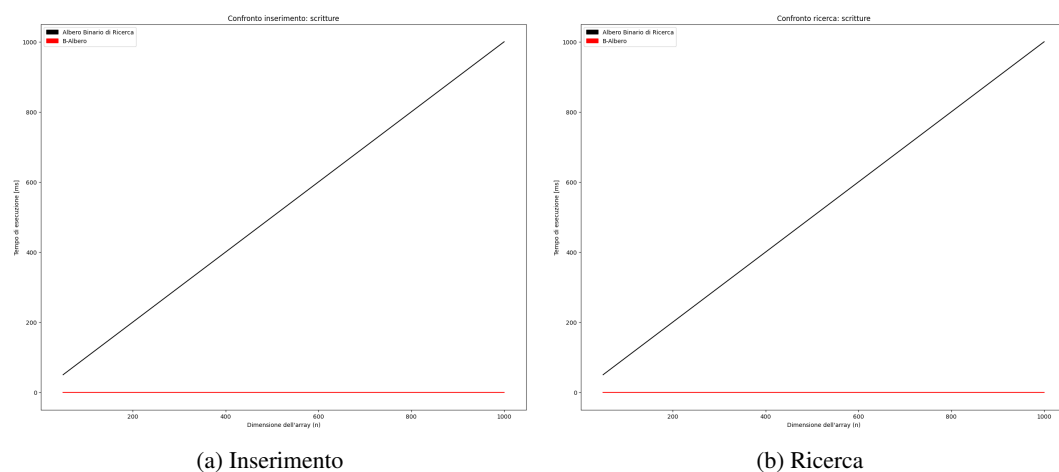 Confronto inserimento: scritture
Albero Binario di Ricerca
B-Albero
Tempo di esecuzione [ms]
1000
800
600
400
200
0
200
400
600
800
1000
Dimensione dell'array (n)
(a) Inserimento
Confronto ricerca: scritture
Albero Binario di Ricerca
B-Albero
Tempo di esecuzione [ms]
1000
800
600
400
200
0
200
400
600
800
1000
Dimensione dell'array (n)
(b) Ricerca